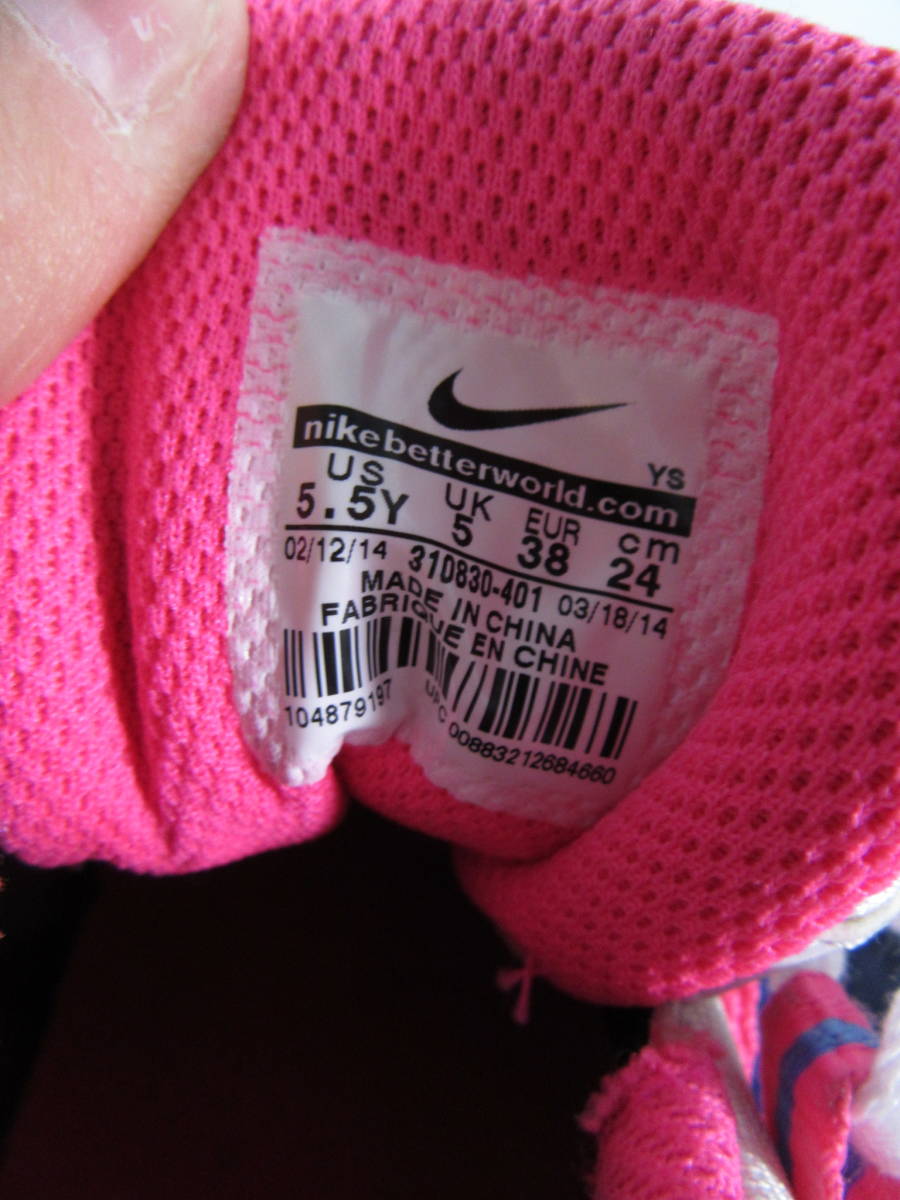 nikebetterworld.com
YS
US UK EUR cm
5.5Y 5 38 24
02/12/14 310830-401 03/18/14
MADE IN CHINA
FABRIQUE EN CHINE
104879197 UPC 00883212684660